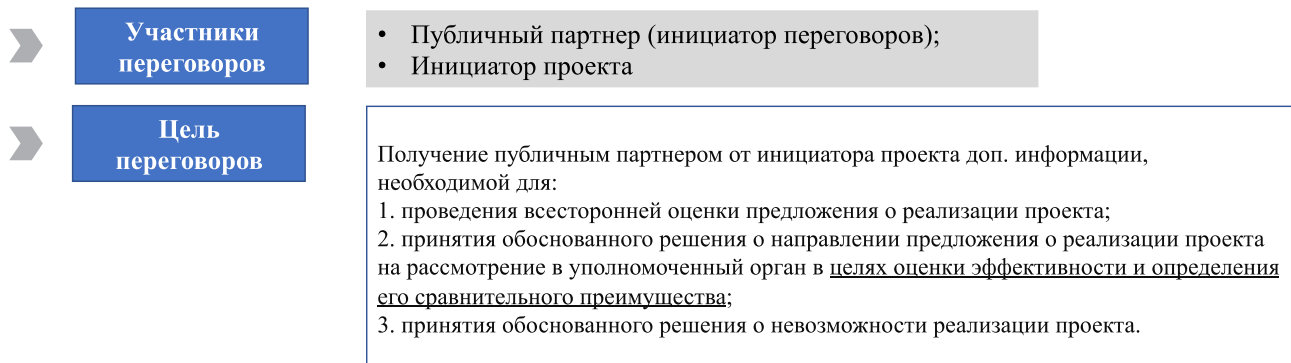 Участники
переговоров
• Публичный партнер (инициатор переговоров);
• Инициатор проекта
Цель
переговоров
Получение публичным партнером от инициатора проекта доп. информации,
необходимой для:
1. проведения всесторонней оценки предложения о реализации проекта;
2. принятия обоснованного решения о направлении предложения о реализации проекта
на рассмотрение в уполномоченный орган в целях оценки эффективности и определения
его сравнительного преимущества;
3. принятия обоснованного решения о невозможности реализации проекта.